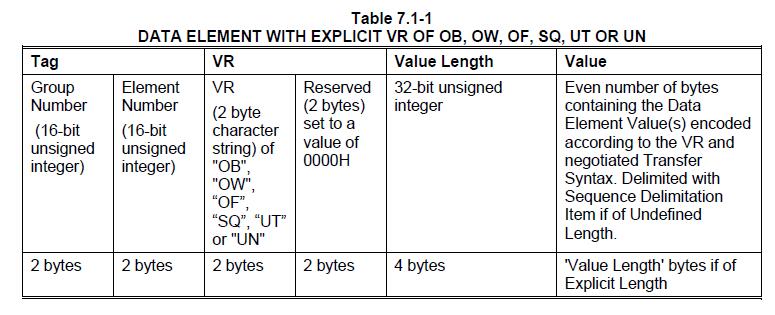 Table 7.1-1
DATA ELEMENT WITH EXPLICIT VR OF OB, OW, OF, SQ, UT OR UN
Tag
VR
Value Length
Value
Group
Number
(16-bit
unsigned
integer)
Element
Number
(16-bit
unsigned
integer)
VR
(2 byte
character
string) of
"OB",
"OW",
“OF”,
“SQ”, “UT”
or "UN"
Reserved
(2 bytes)
set to a
value of
0000H
32-bit unsigned
integer
Even number of bytes
containing the Data
Element Value(s) encoded
according to the VR and
negotiated Transfer
Syntax. Delimited with
Sequence Delimitation
Item if of Undefined
Length.
2 bytes
2 bytes
2 bytes
2 bytes
4 bytes
'Value Length' bytes if of
Explicit Length